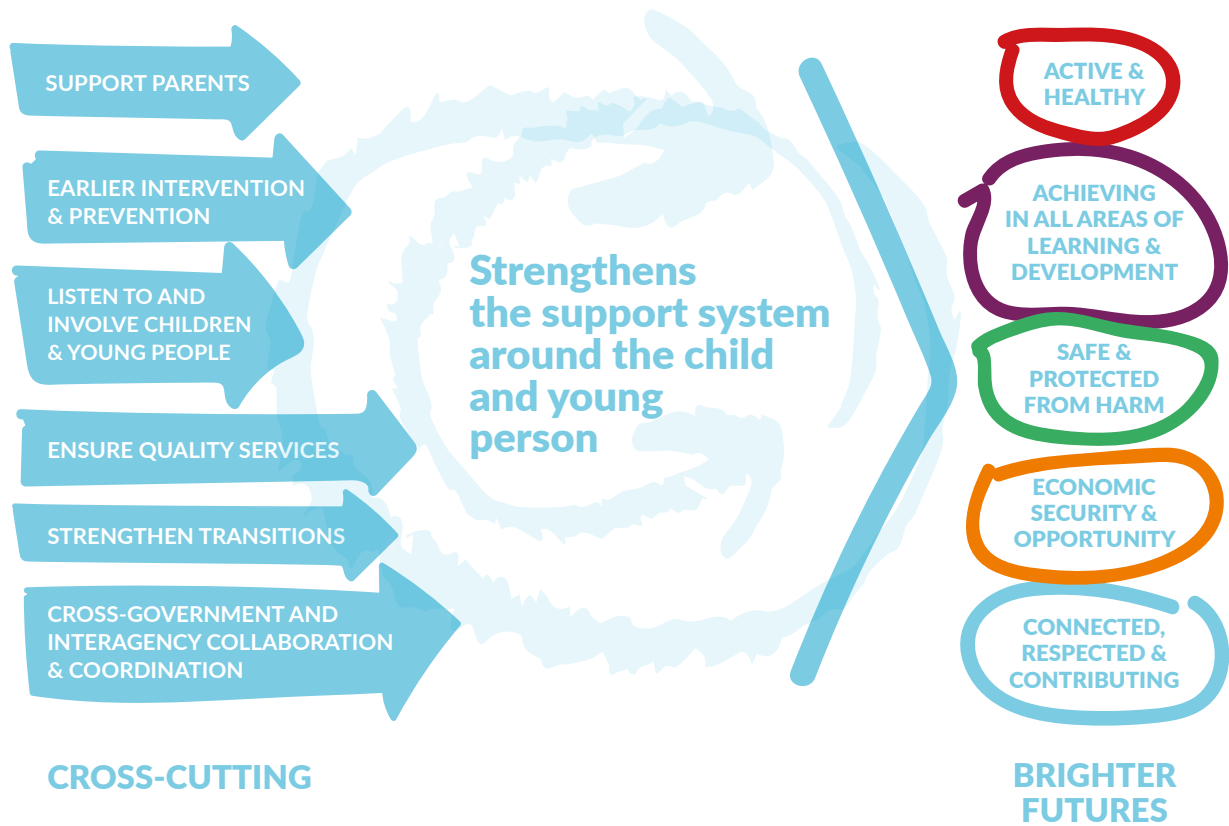 SUPPORT PARENTS
EARLIER INTERVENTION
& PREVENTION
LISTEN TO AND
INVOLVE CHILDREN
& YOUNG PEOPLE
ENSURE QUALITY SERVICES
STRENGTHEN TRANSITIONS
CROSS-GOVERNMENT AND
INTERAGENCY COLLABORATION
& COORDINATION
CROSS-CUTTING
Strengthens
the support system
around the child
and young
person
ACTIVE &
HEALTHY
ACHIEVING
IN ALL AREAS OF
LEARNING &
DEVELOPMENT
SAFE &
PROTECTED
FROM HARM
ECONOMIC
SECURITY &
OPPORTUNITY
CONNECTED,
RESPECTED &
CONTRIBUTING
BRIGHTER
FUTURES